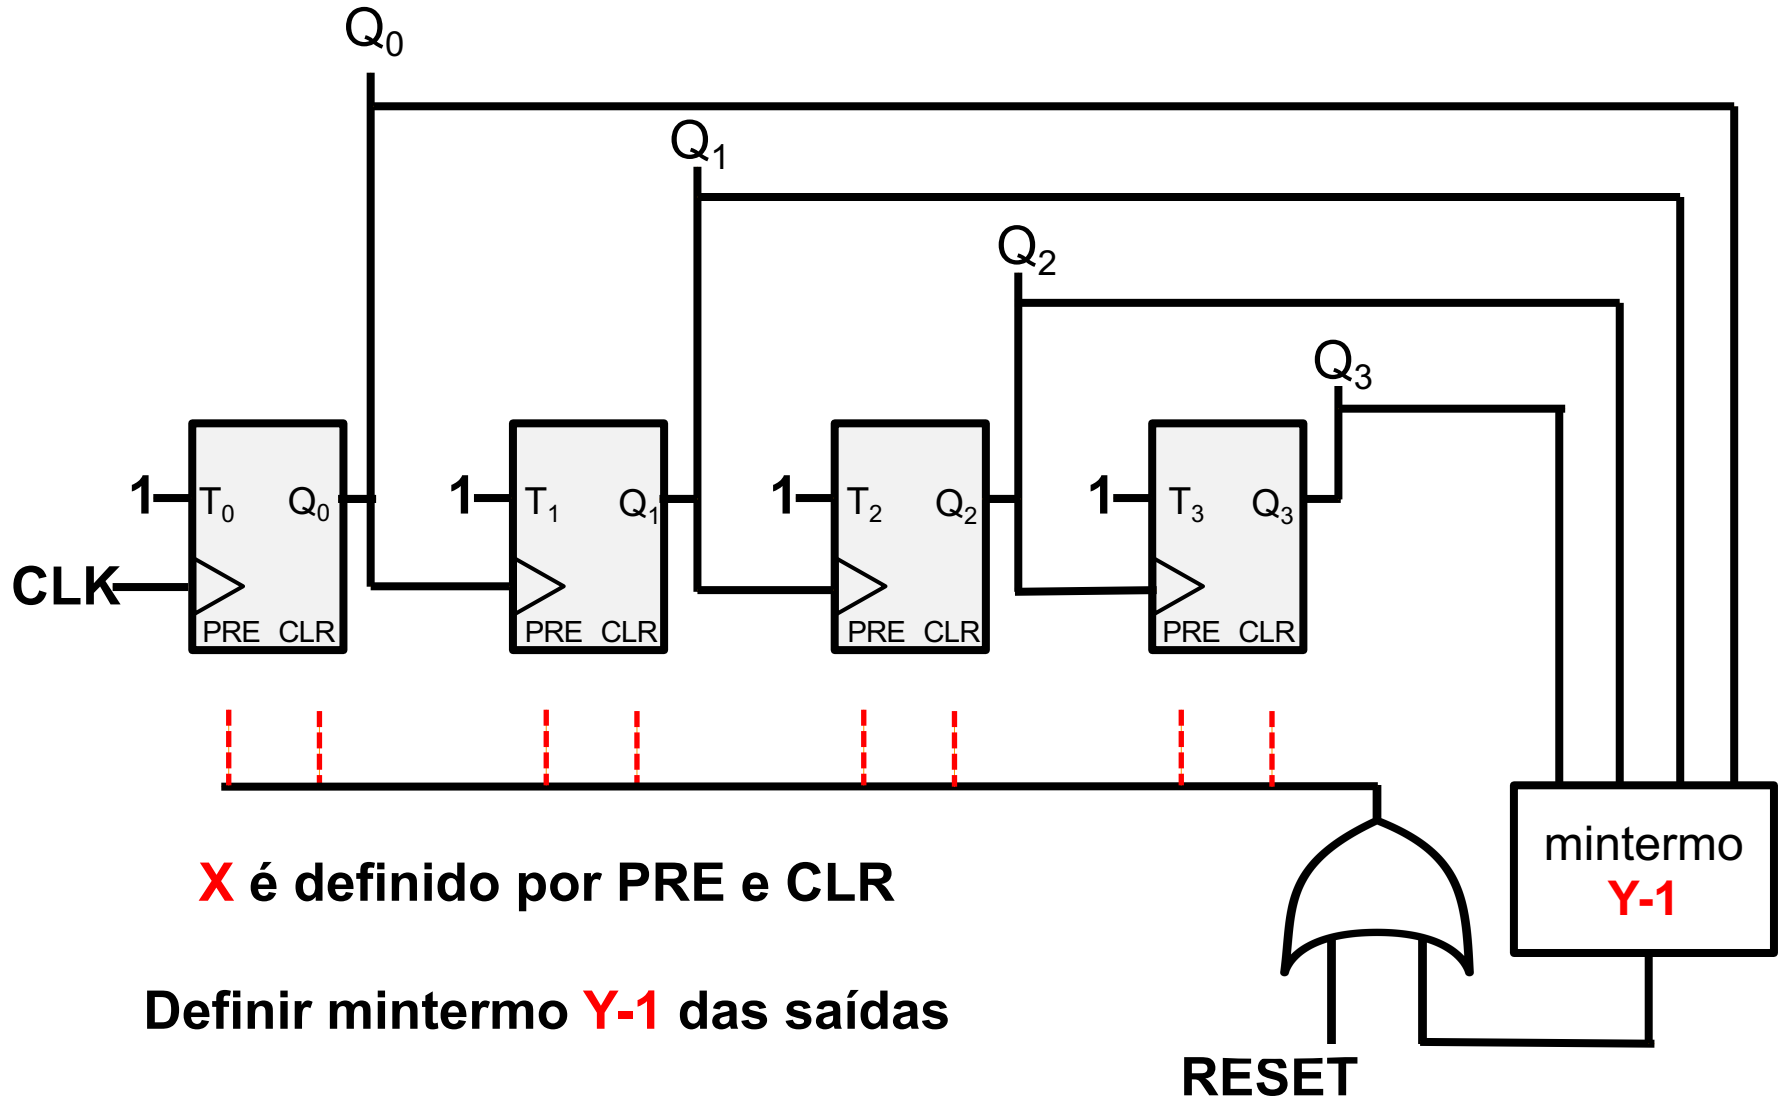 Q0
Q1
Q2
Q3
1 T0 Q0
1 T1 Q1
1 T2 Q2
1 T3 Q3
CLK
PRE CLR
PRE CLR
PRE CLR
PRE CLR
mintermo
Y-1
X é definido por PRE e CLR
Definir mintermo Y-1 das saídas
RESET